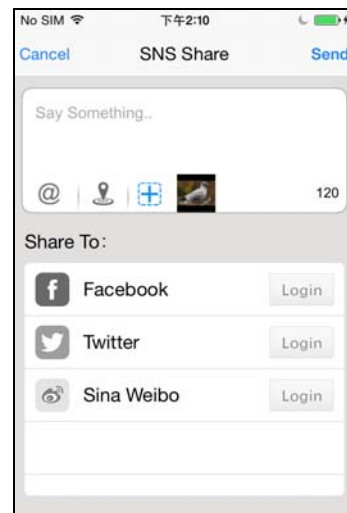 No SIM 下午2:10
Cancel SNS Share Send
Say Something..
@ 120
Share To:
Facebook Login
Twitter Login
Sina Weibo Login